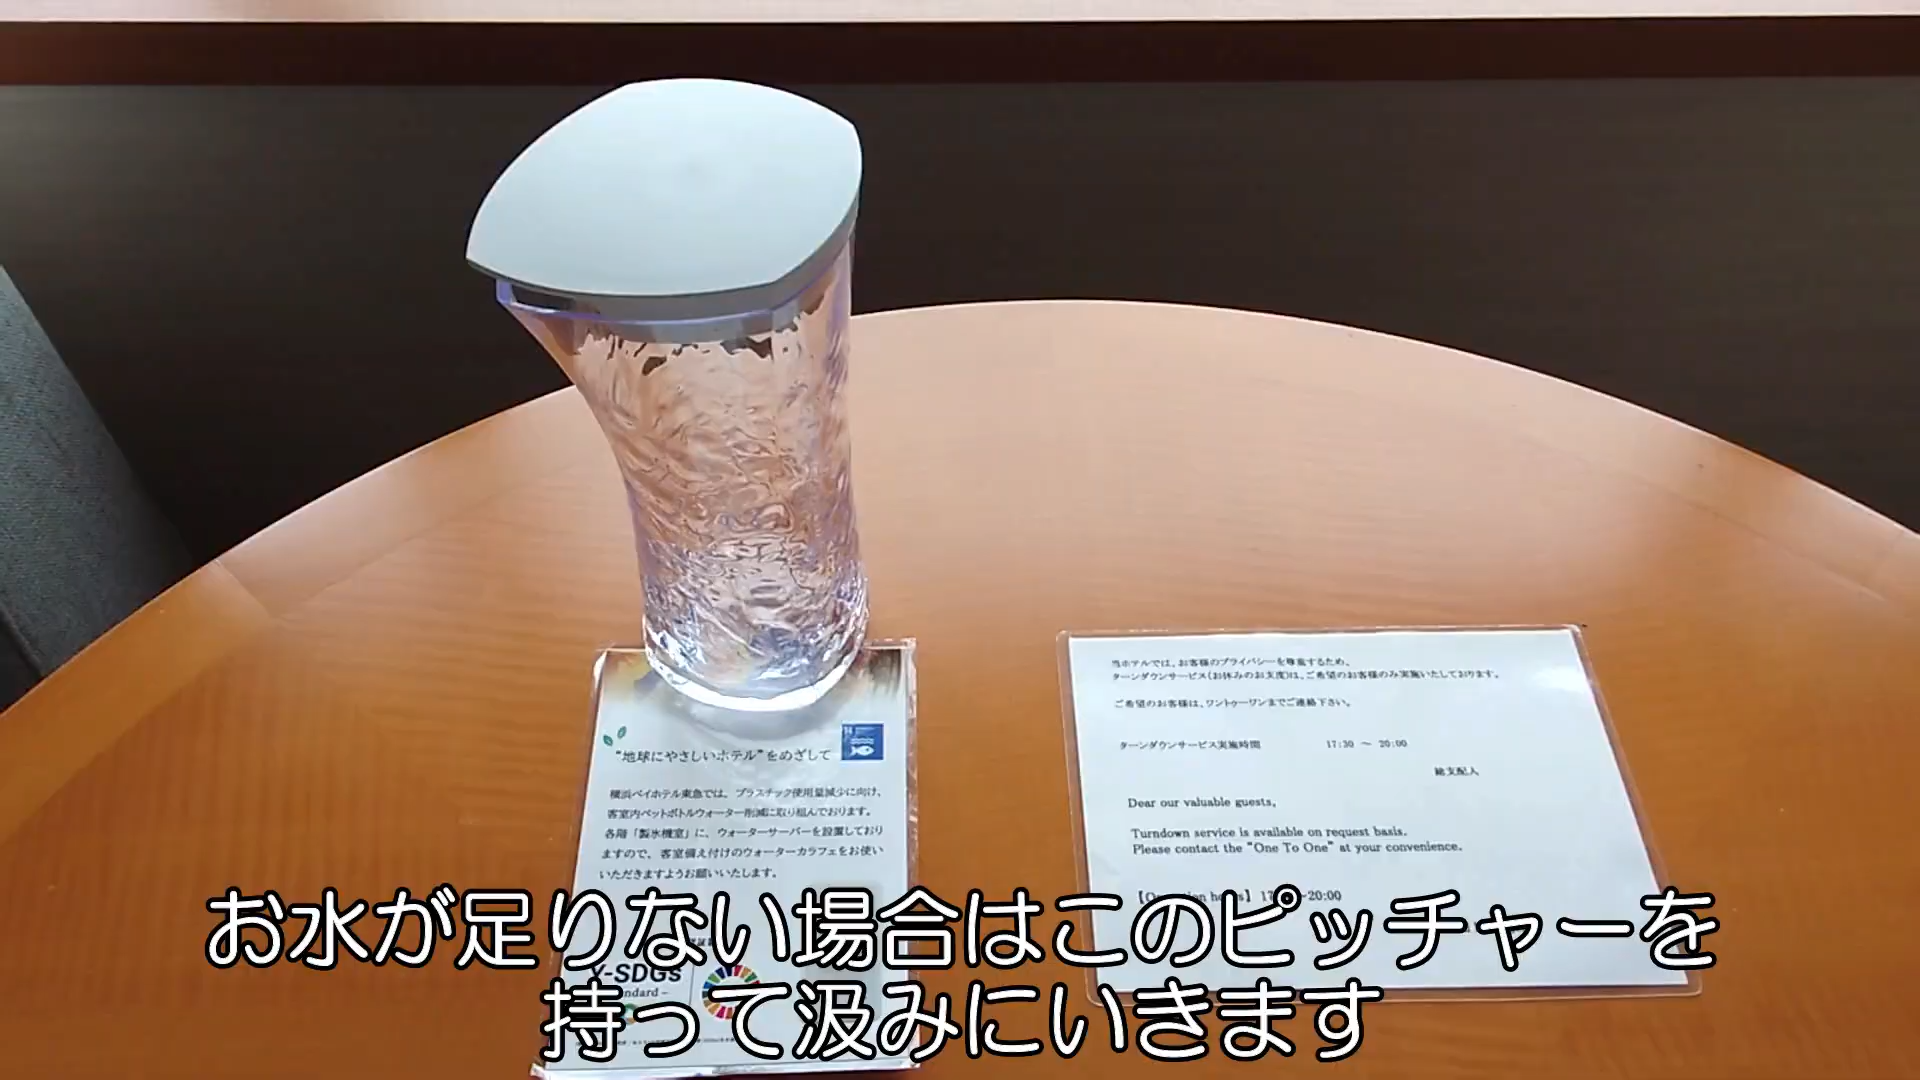 "地球にやさしいホテル"をめざして
横浜ベイホテル東急では、プラスチック使用量減少に向け、
客室内ペットボトルウォーター削減に取り組んでおります。
各階「製氷機室」に、ウォーターサーバーを設置しており
ますので、客室備え付けのウォーターカラフェをお使い
いただきますようお願いいたします。
Y-SDGs
当ホテルでは、お客様のプライバシーを尊重するため、
ターンダウンサービス(お休みのお支度)は、ご希望のお客様のみ実施いたしております。
ご希望のお客様は、ワントゥーワンまでご連絡下さい。
ターンダウンサービス実施時間 17:30 ～ 20:00
総支配人
Dear our valuable guests,
Turndown service is available on request basis.
Please contact the "One To One" at your convenience.
お水が足りない場合はこのピッチャーを
持って汲みにいきます